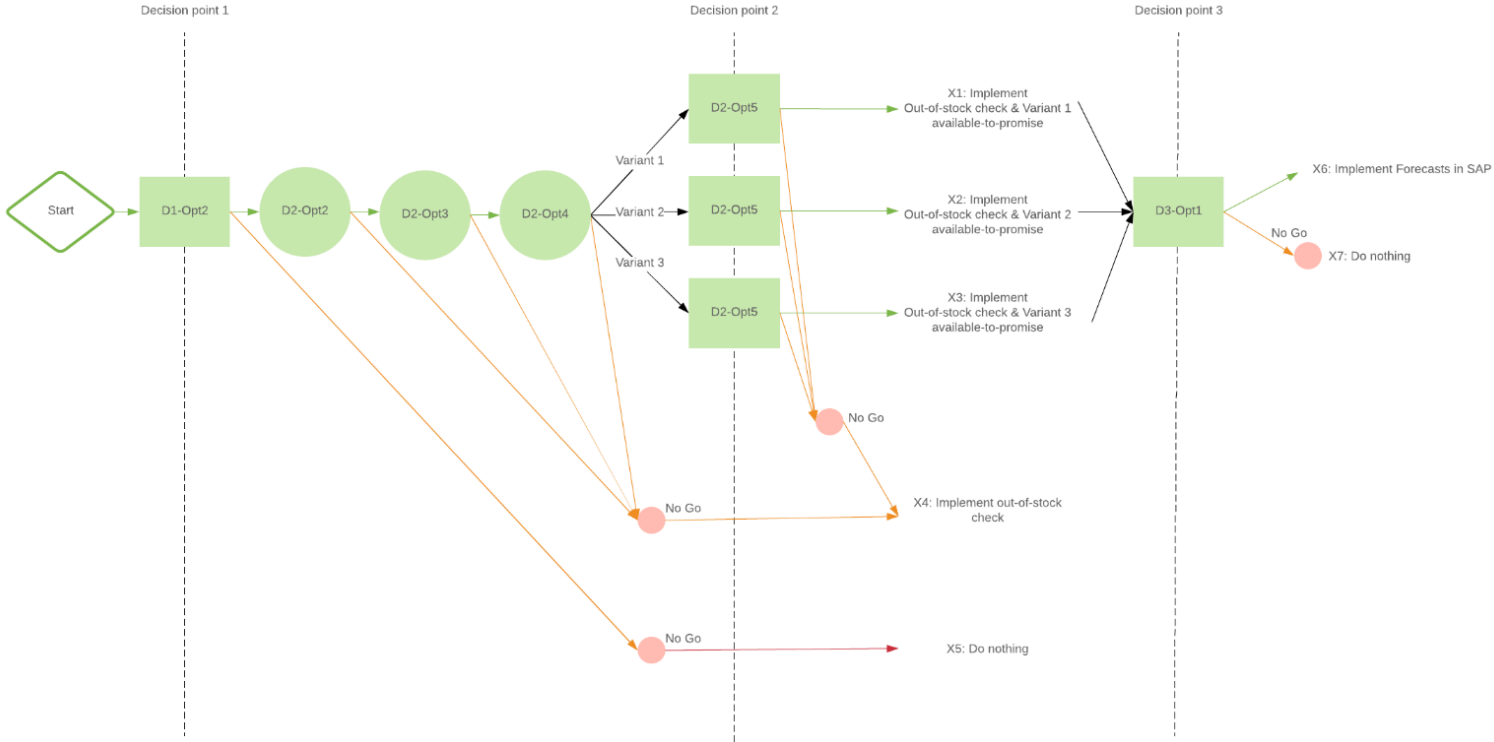 Decision point 1
Decision point 2
Decision point 3
Start
D1-Opt2
D2-Opt2
D2-Opt3
D2-Opt4
Variant 1
Variant 2
Variant 3
D2-Opt5
D2-Opt5
D2-Opt5
X1: Implement
Out-of-stock check & Variant 1
available-to-promise
X2: Implement
Out-of-stock check & Variant 2
available-to-promise
X3: Implement
Out-of-stock check & Variant 3
available-to-promise
D3-Opt1
X6: Implement Forecasts in SAP
No Go
X7: Do nothing
No Go
No Go
X4: Implement out-of-stock
check
No Go
X5: Do nothing